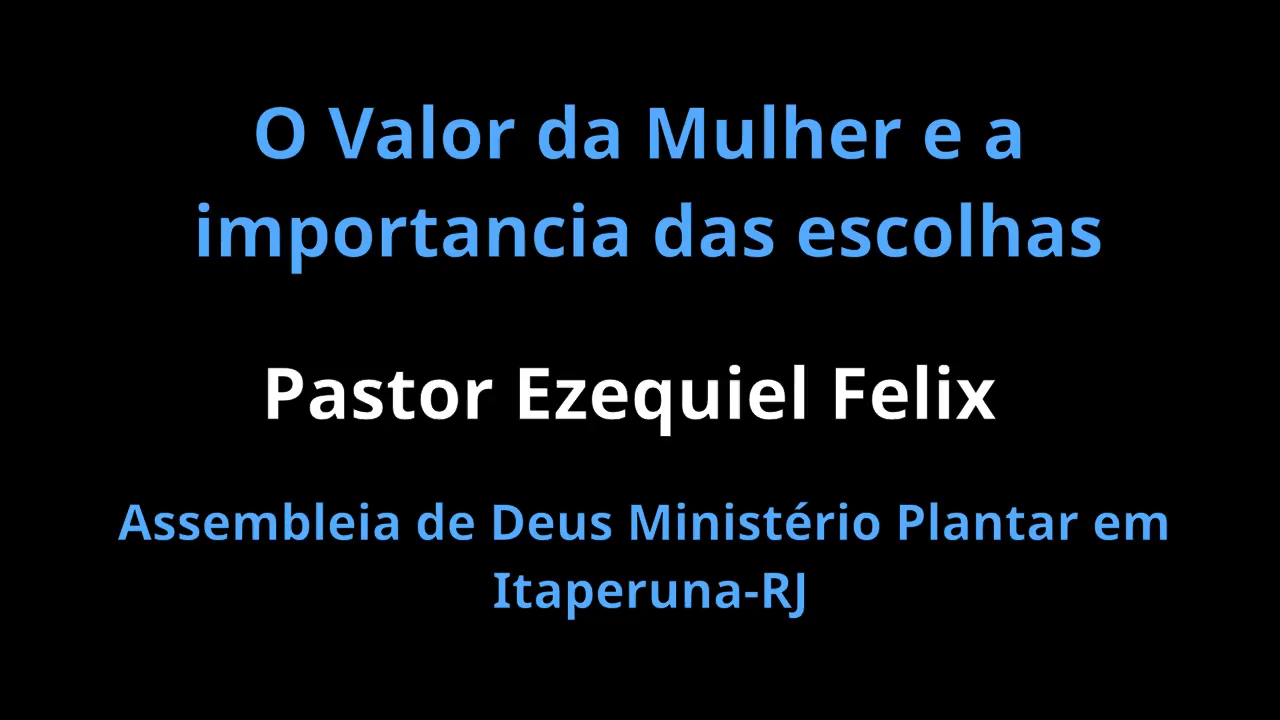 O Valor da Mulher e a
importancia das escolhas
Pastor Ezequiel Felix
Assembleia de Deus Ministério Plantar em
Itaperuna-RJ